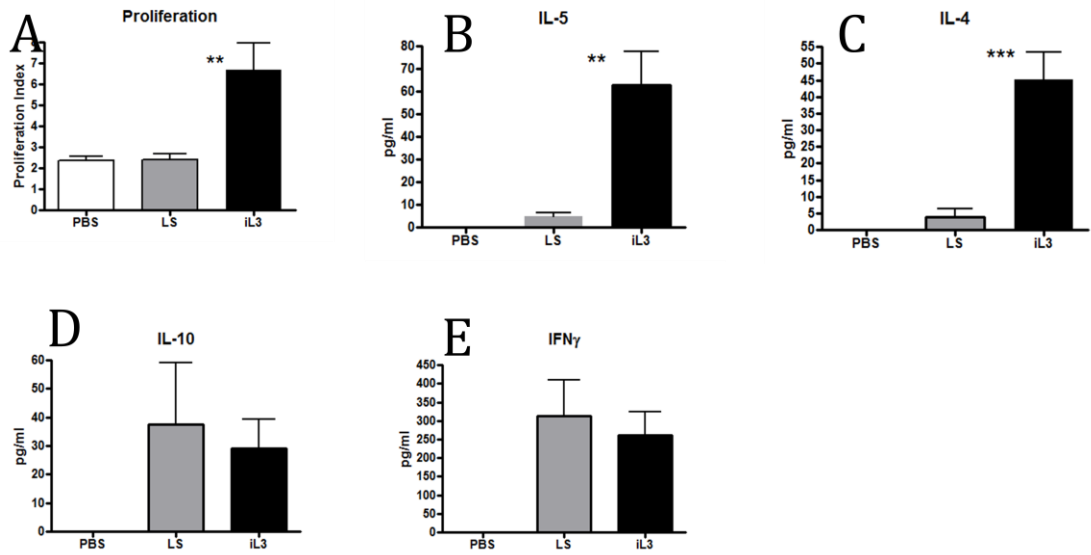 A
Proliferation
Proliferation Index
8
7
6
5
4
3
2
1
0
**
PBS
LS
iL3
B
IL-5
pg/ml
80
70
60
50
40
30
20
10
0
**
PBS
LS
iL3
C
IL-4
pg/ml
55
50
45
40
35
30
25
20
15
10
5
0
***
PBS
LS
iL3
D
IL-10
pg/ml
60
50
40
30
20
10
0
PBS
LS
iL3
E
IFNγ
pg/ml
450
400
350
300
250
200
150
100
50
0
PBS
LS
iL3